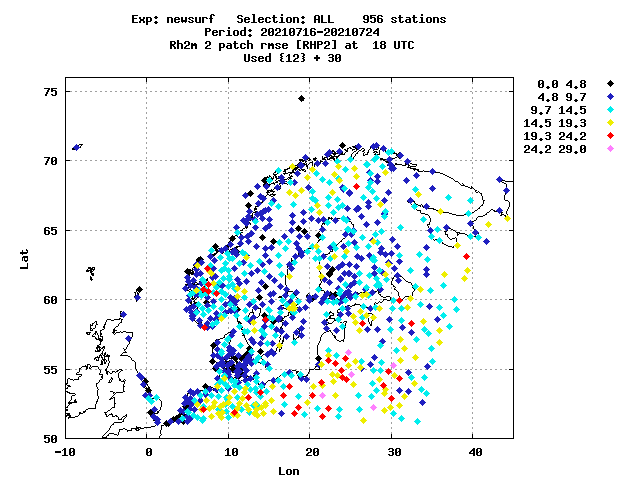 Exp: newsurf   Selection: ALL    956 stations
Period: 20210716-20210724
Rh2m 2 patch rmse [RHP2] at  18 UTC
Used {12} + 30
0.0 4.8
4.8 9.7
9.7 14.5
14.5 19.3
19.3 24.2
24.2 29.0
75
70
65
60
55
50
Lat
-10 0 10 20 30 40
Lon